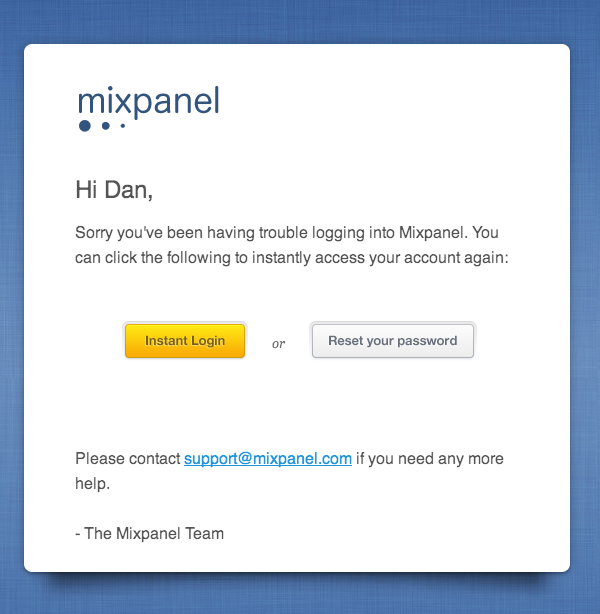 mixpanel
Hi Dan,
Sorry you've been having trouble logging into Mixpanel. You
can click the following to instantly access your account again:
Instant Login or Reset your password
Please contact support@mixpanel.com if you need any more
help.
- The Mixpanel Team